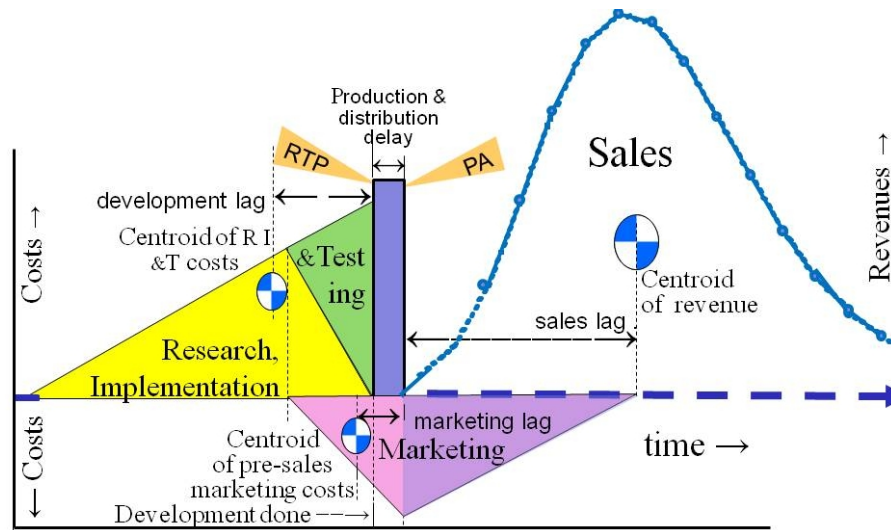 Production &
distribution
delay
RTP
PA
Sales
development lag
Centroid of R I
&T costs
&Test
ing
Costs →
Revenues →
Centroid
of revenue
sales lag
Research,
Implementation
marketing lag
Marketing
time →
Centroid
of pre-sales
marketing costs
Development done −−→
← Costs